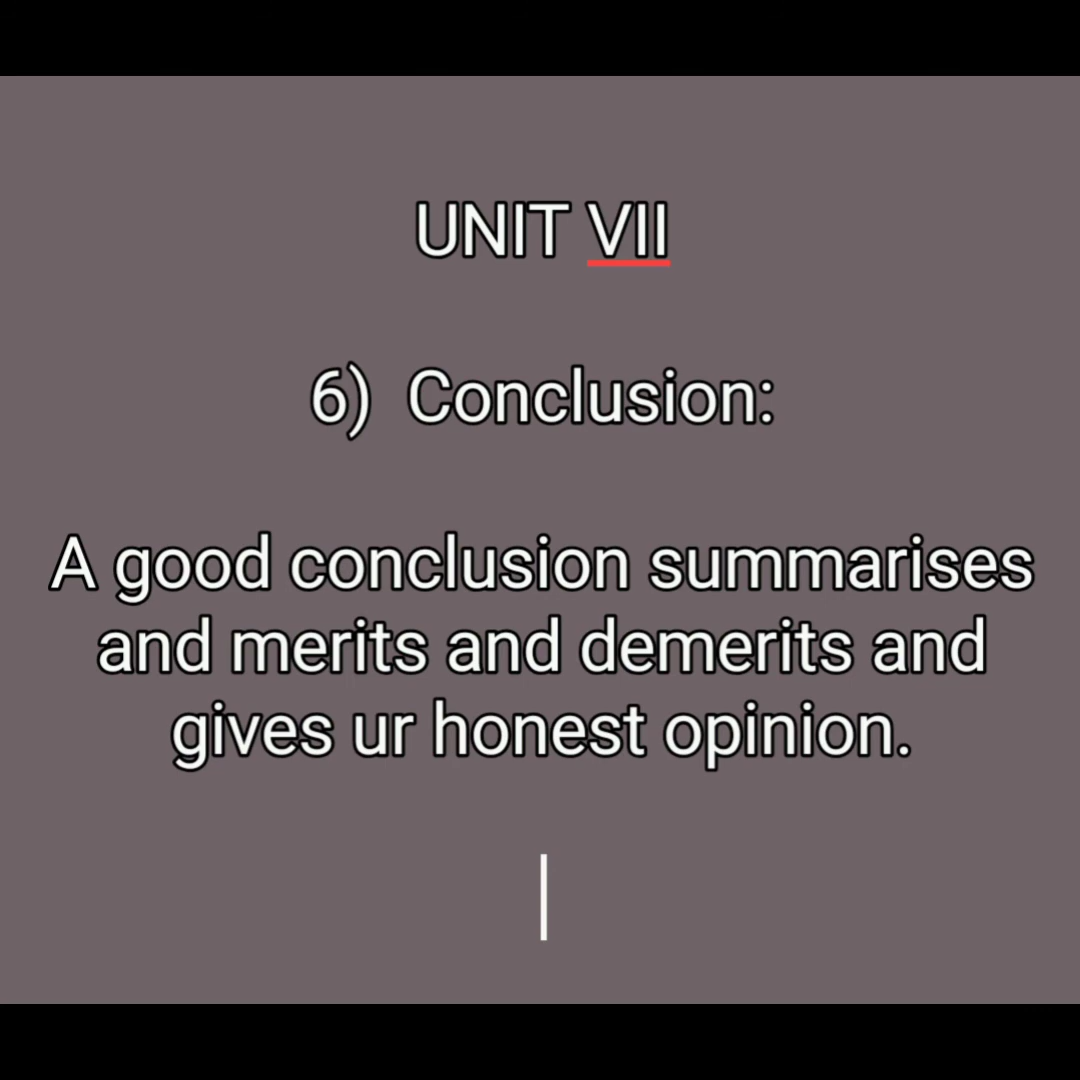 UNIT VII
6) Conclusion:
A good conclusion summarises
and merits and demerits and
gives ur honest opinion.